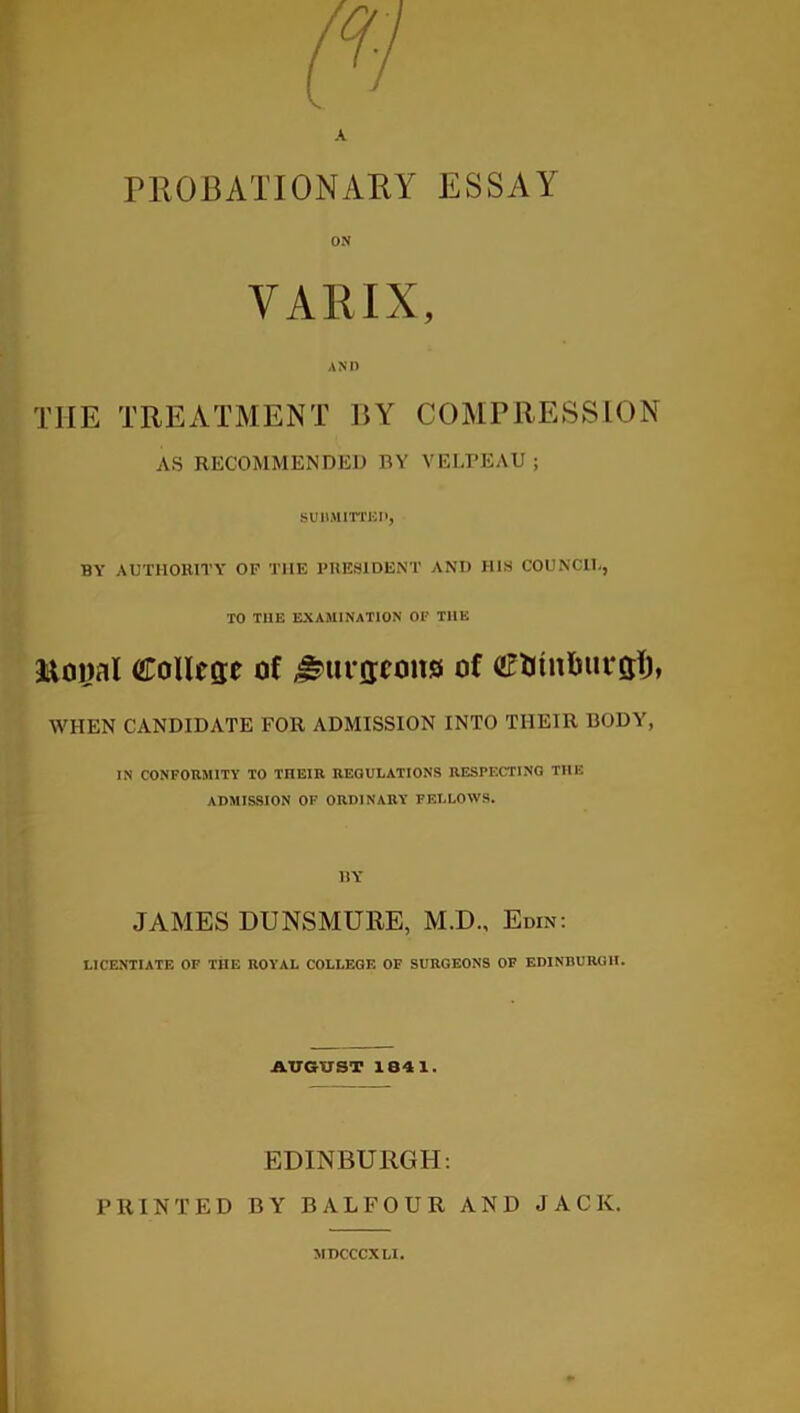 (9.)
A
PROBATIONARY ESSAY
ON
VARIX,
AND
THE TREATMENT BY COMPRESSION
AS RECOMMENDED BY VELPEAU ;
SUBMITTED,
BY AUTHORITY OF THE PRESIDENT AND HIS COUNCIL,
TO THE EXAMINATION OF THE
Royal College of Surgeons of Edinburgh,
WHEN CANDIDATE FOR ADMISSION INTO THEIR BODY,
IN CONFORMITY TO THEIR REGULATIONS RESPECTING THE
ADMISSION OF ORDINARY FELLOWS.
BY
JAMES DUNSMURE, M.D., EDIN:
LICENTIATE OF THE ROYAL COLLEGE OF SURGEONS OF EDINBURGH.
AUGUST 1841.
EDINBURGH:
PRINTED BY BALFOUR AND JACK.
MDCCCXLI.